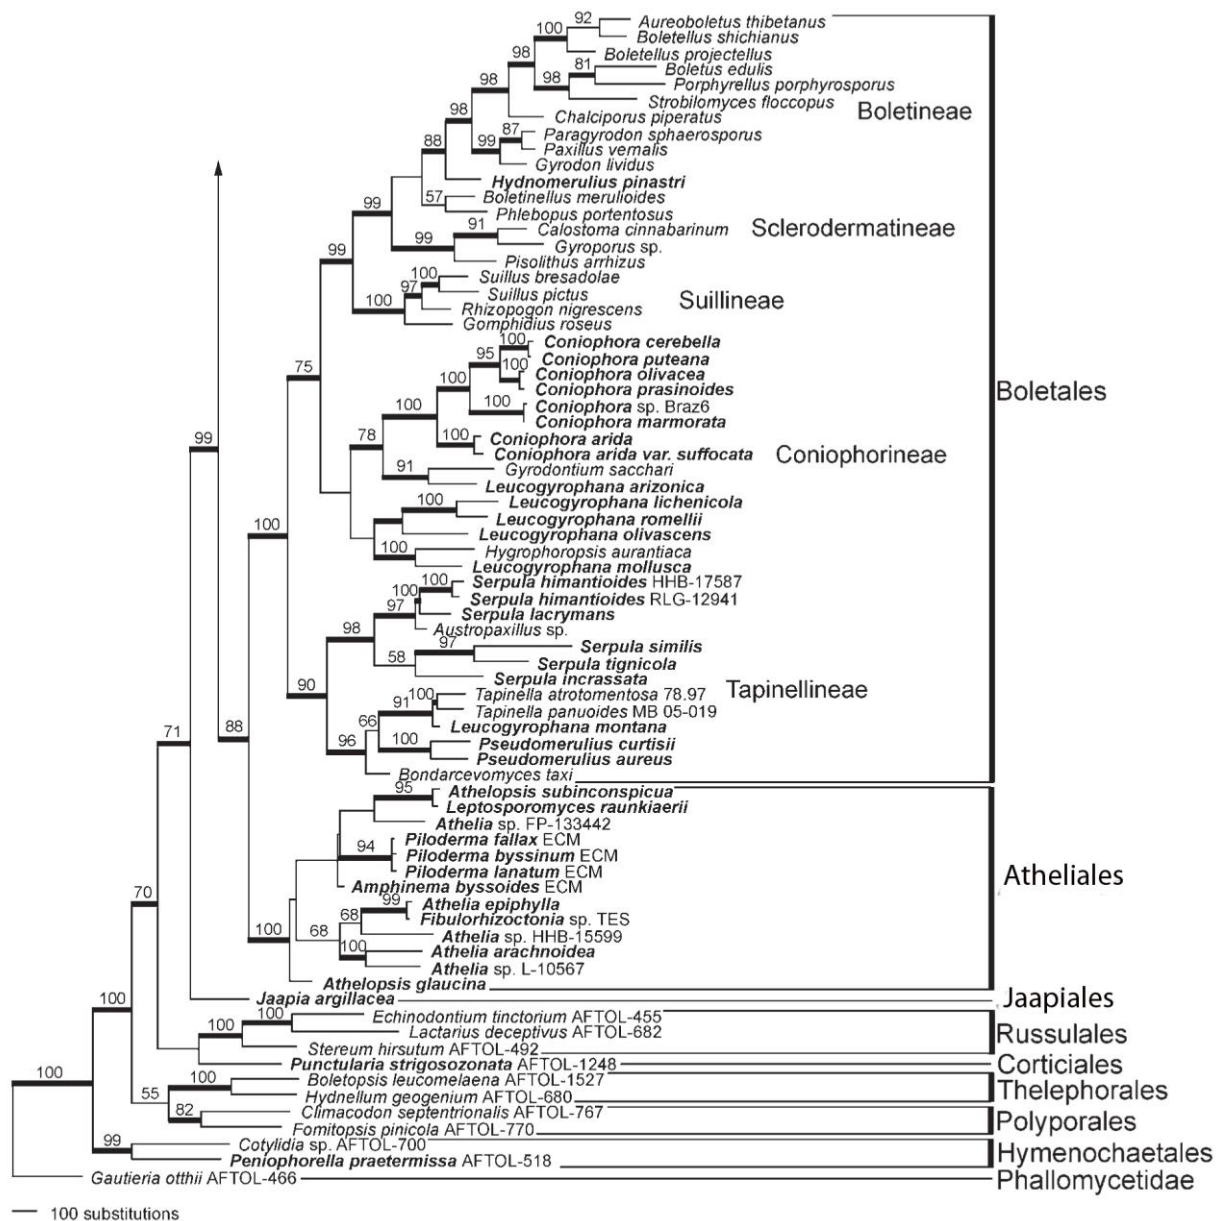 92 Aureoboletus thibetanus
100 Boletellus shichianus
98 Boletellus projectellus
81 Boletus edulis
98 98 Porphyrellus porphyrosporus
Strobilomyces floccopus
Boletineae
98 Chalciporus piperatus
87 Paragyrodon sphaerosporus
88 99 Paxillus vernalis
Gyrodon lividus
Hydnomerulius pinastri
99 57 Boletinellus merulioides
Phlebopus portentosus
91 Calostoma cinnabarinum
Sclerodermatineae
99 99 Gyroporus sp.
Pisolithus arrhizus
100 Suillus bresadolae
97 Suillus pictus
Suillineae
100 Rhizopogon nigrescens
Gomphidius roseus
100 Coniophora cerebella
95 Coniophora puteana
75 100 Coniophora olivacea
100 Coniophora prasinoides
Boletales
100 100 Coniophora sp. Braz6
Coniophora marmorata
99 78 100 Coniophora arida
Coniophora arida var. suffocata
Coniophorineae
91 Gyrodontium sacchari
Leucogyrophana arizonica
100 Leucogyrophana lichenicola
Leucogyrophana romellii
100 Leucogyrophana olivascens
100 Hygrophoropsis aurantiaca
Leucogyrophana mollusca
100 Serpula himantioides HHB-17587
100 Serpula himantioides RLG-12941
97 Serpula lacrymans
98 Austropaxillus sp.
97 Serpula similis
58 Serpula tignicola
Serpula incrassata
90 Tapinellineae
100 Tapinella atrotomentosa 78.97
91 Tapinella panuoides MB 05-019
66 Leucogyrophana montana
71 88 96 100 Pseudomerulius curtisii
Pseudomerulius aureus
Bondarcevomyces taxi
95 Athelopsis subinconspicua
Leptosporomyces raunkiaerii
Athelia sp. FP-133442
94 Piloderma fallax ECM
Piloderma byssinum ECM
Piloderma lanatum ECM
Atheliales
70 Amphinema byssoides ECM
99 Athelia epiphylla
68 Fibulorhizoctonia sp. TES
100 68 Athelia sp. HHB-15599
100 Athelia arachnoidea
Athelia sp. L-10567
Athelopsis glaucina
Jaapia argillacea
Jaapiales
100 100 Echinodontium tinctorium AFTOL-455
100 Lactarius deceptivus AFTOL-682
Russulales
Stereum hirsutum AFTOL-492
Punctularia strigosozonata AFTOL-1248
Corticiales
100 55 100 Boletopsis leucomelaena AFTOL-1527
Thelephorales
Hydnellum geogenium AFTOL-680
82 Climacodon septentrionalis AFTOL-767
Polyporales
Fomitopsis pinicola AFTOL-770
99 Cotylidia sp. AFTOL-700
Hymenochaetales
Peniophorella praetermissa AFTOL-518
Gautieria otthii AFTOL-466
Phallomycetidae
100 substitutions